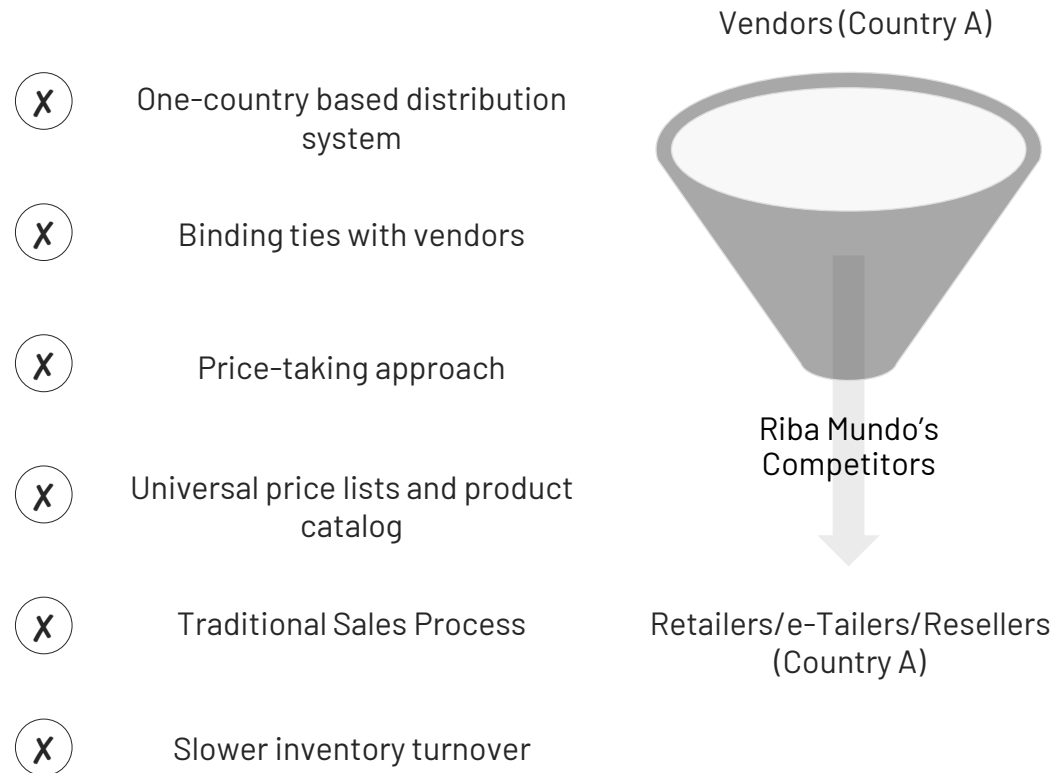 Vendors (Country A)
One-country based distribution
system
Binding ties with vendors
Price-taking approach
Riba Mundo’s
Competitors
Universal price lists and product
catalog
Traditional Sales Process
Retailers/e-Tailers/Resellers
(Country A)
Slower inventory turnover